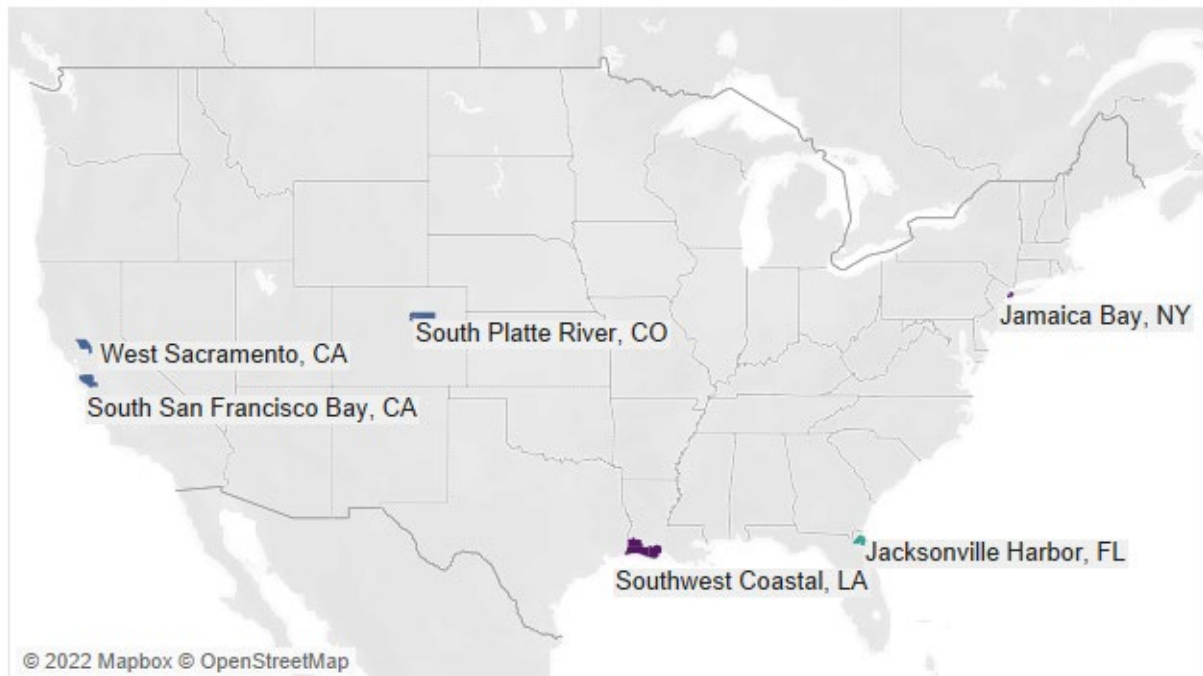 Jamaica Bay, NY
South Platte River, CO
West Sacramento, CA
South San Francisco Bay, CA
Jacksonville Harbor, FL
Southwest Coastal, LA
© 2022 Mapbox © OpenStreetMap